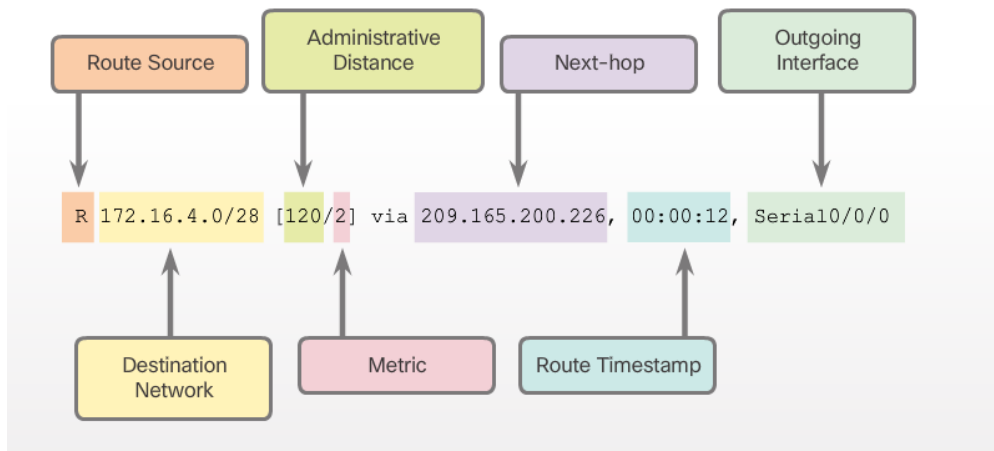 Route Source
Administrative
Distance
Next-hop
Outgoing
Interface
R 172.16.4.0/28 [120/2] via 209.165.200.226, 00:00:12, Serial0/0/0
Destination
Network
Metric
Route Timestamp